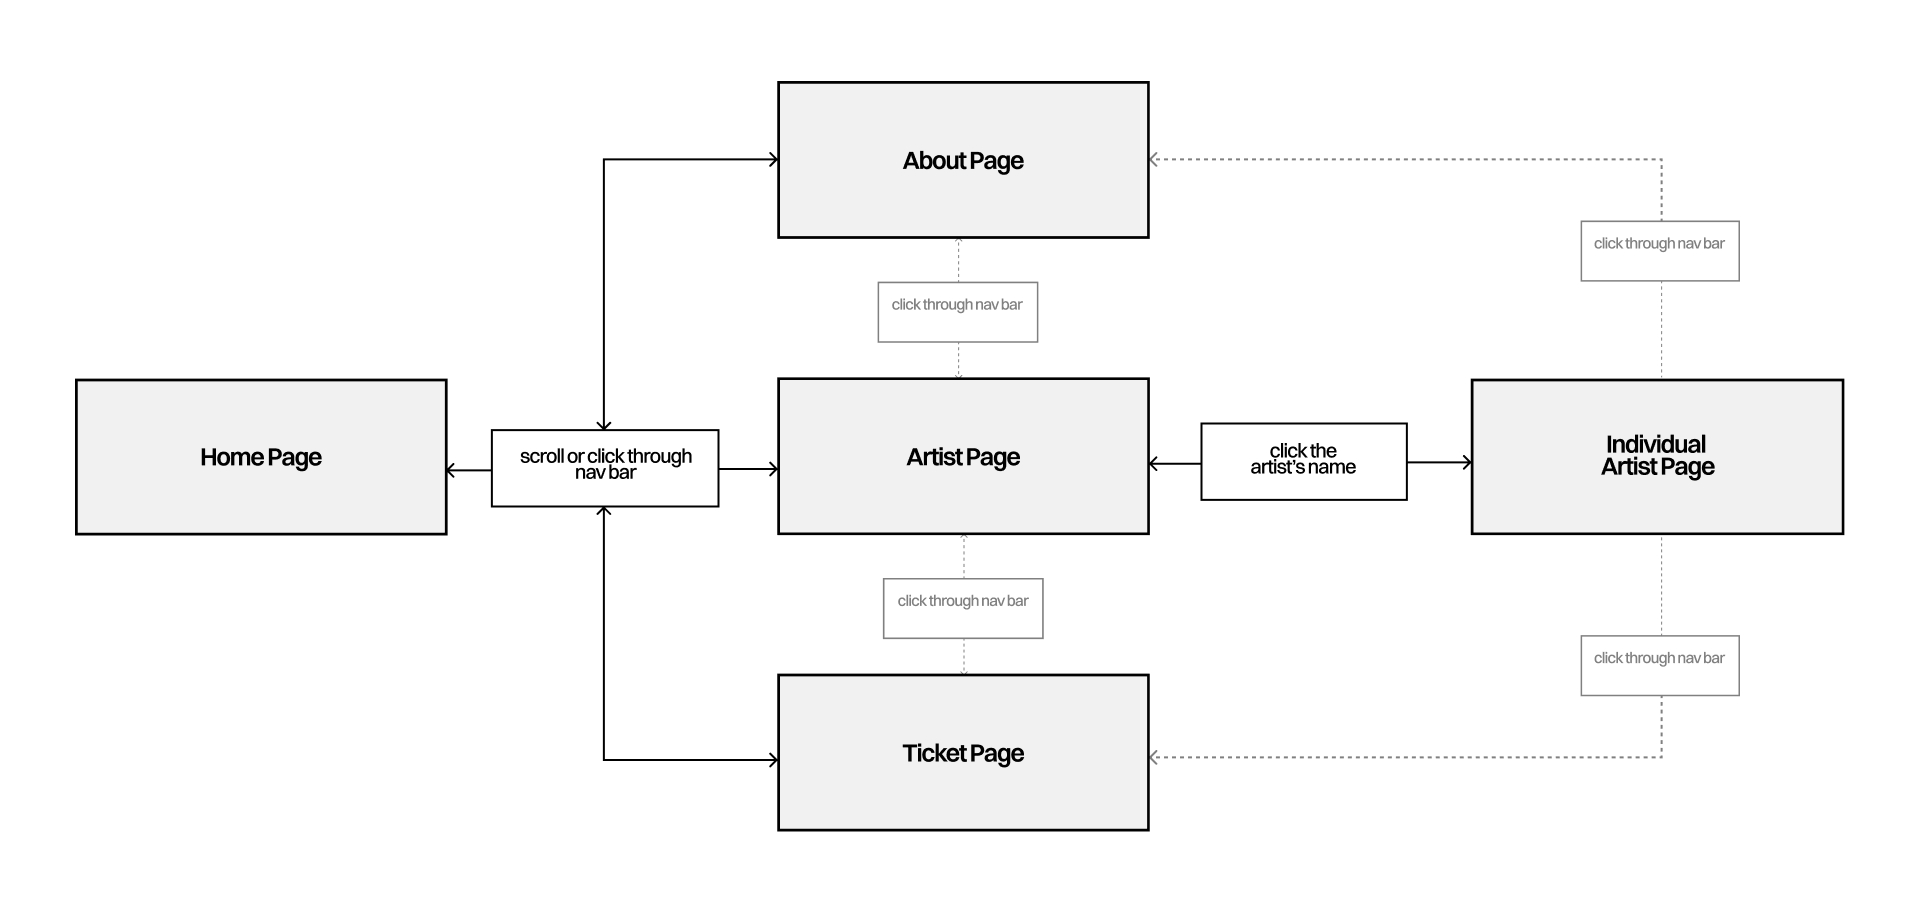 About Page
click through nav bar
click through nav bar
Home Page
scroll or click through
nav bar
Artist Page
click the
artist's name
Individual
Artist Page
click through nav bar
click through nav bar
Ticket Page